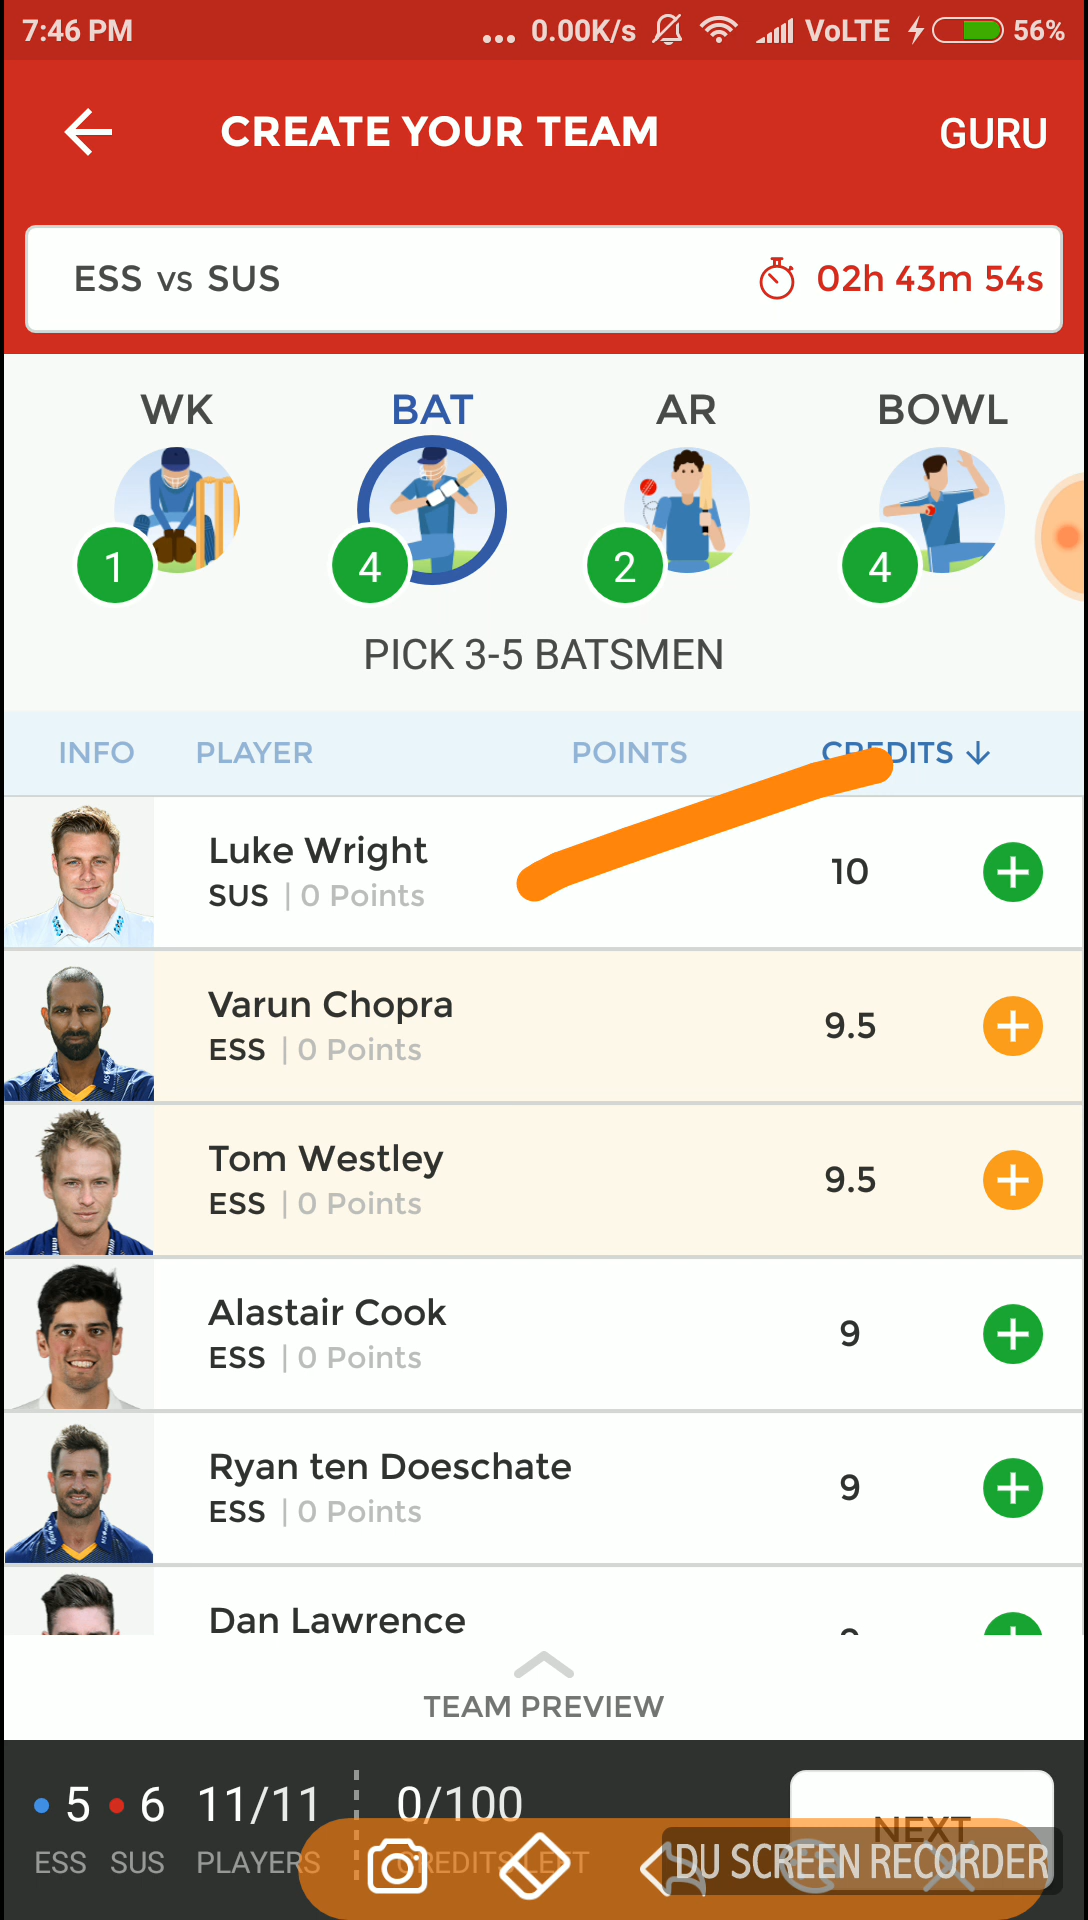 7:46 PM ... 0.00K/s VoLTE 56%
CREATE YOUR TEAM GURU
ESS vs SUS 02h 43m 54s
WK BAT AR BOWL
1 4 2 4
PICK 3-5 BATSMEN
INFO PLAYER POINTS CREDITS
Luke Wright
SUS | 0 Points 10
Varun Chopra
ESS | 0 Points 9.5
Tom Westley
ESS | 0 Points 9.5
Alastair Cook
ESS | 0 Points 9
Ryan ten Doeschate
ESS | 0 Points 9
Dan Lawrence
TEAM PREVIEW
5 6 11/11 0/100 NEXT
ESS SUS PLAYERS CREDITS LEFT
DU SCREEN RECORDER